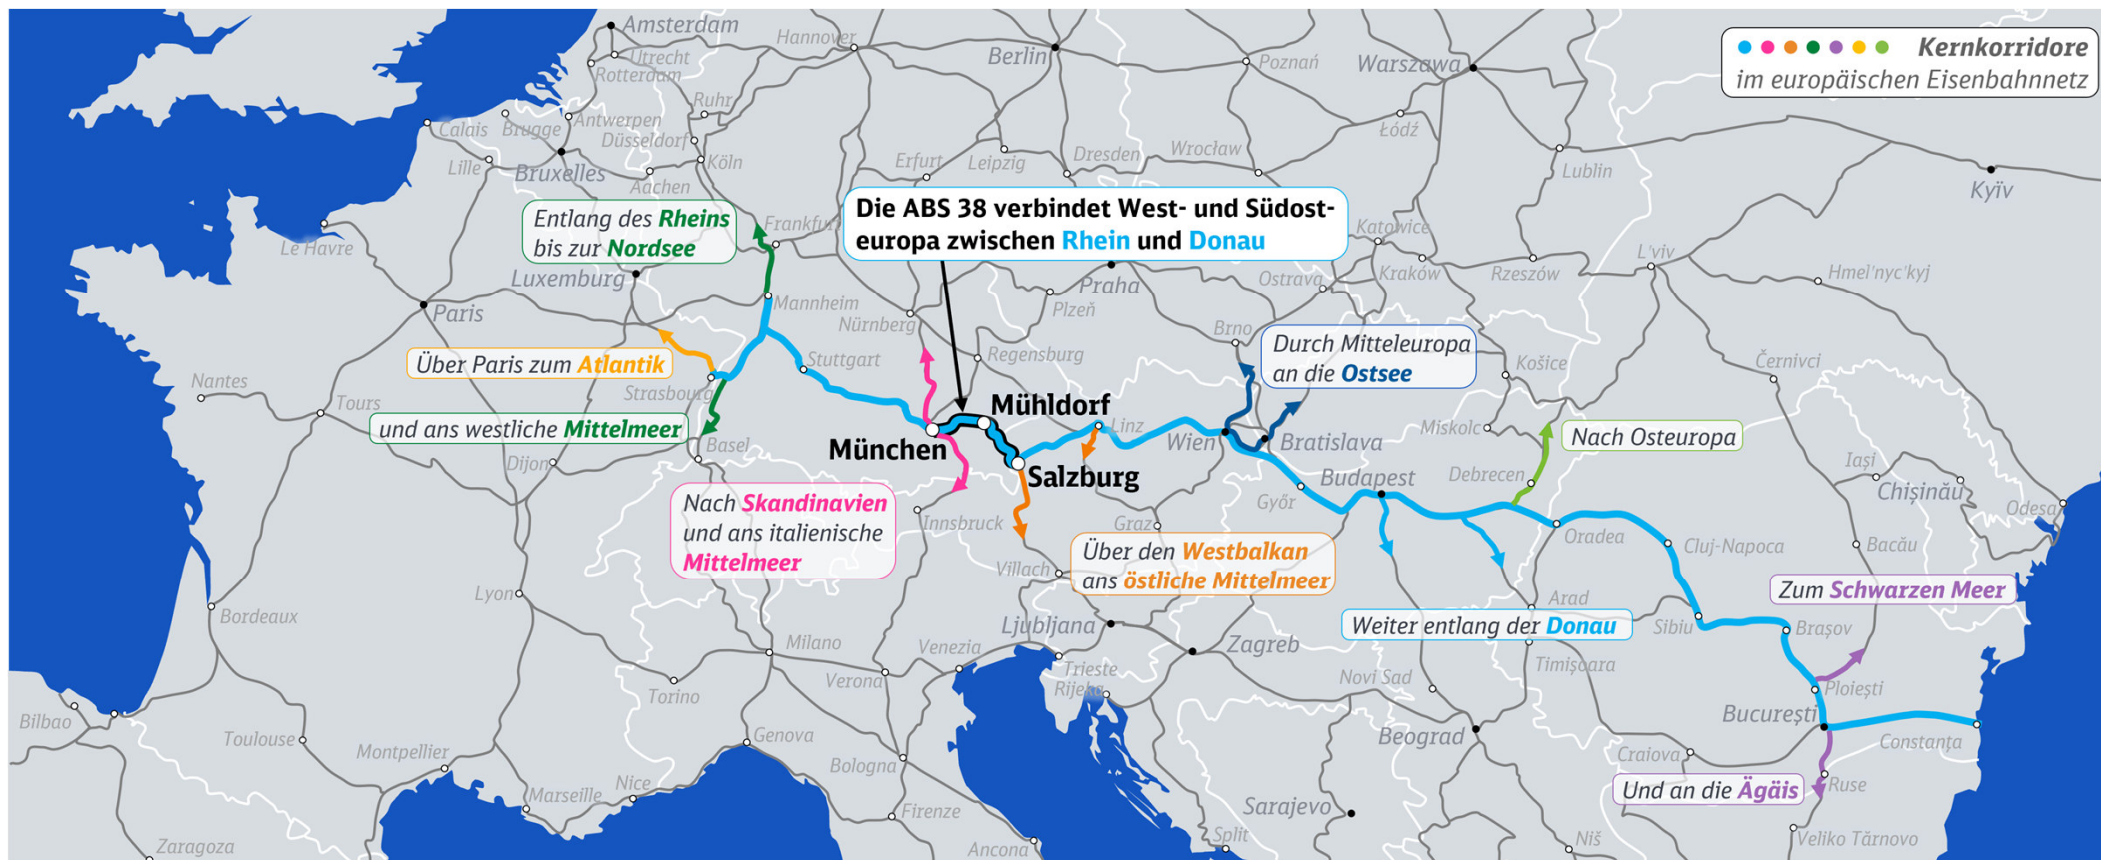 Kernkorridore
im europäischen Eisenbahnnetz
Amsterdam
Utrecht
Rotterdam
Hannover
Berlin
Poznań
Warszawa
Ruhr
Calais
Brugge
Antwerpen
Düsseldorf
Łódź
Lille
Bruxelles
Köln
Aachen
Erfurt
Leipzig
Dresden
Wrocław
Lublin
Kyïv
Le Havre
Entlang des Rheins
bis zur Nordsee
Frankfur
Die ABS 38 verbindet West- und Südost-
europa zwischen Rhein und Donau
Katowice
Luxemburg
Praha
Plzeň
Ostrava
Kraków
Rzeszów
L'viv
Hmel'nyc'kyj
Paris
Mannheim
Nürnberg
Brno
Über Paris zum Atlantik
Stuttgart
Regensburg
Durch Mitteleuropa
an die Ostsee
Košice
Černivci
Nantes
Tours
Strasbourg
und ans westliche Mittelmeer
Basel
München
Mühldorf
Salzburg
Linz
Wien
Bratislava
Miskolc
Nach Osteuropa
Dijon
Budapest
Debrecen
Iași
Chișinău
Odesa
Nach Skandinavien
und ans italienische
Mittelmeer
Innsbruck
Graz
Győr
Oradea
Cluj-Napoca
Bacău
Über den Westbalkan
ans östliche Mittelmeer
Villach
Lyon
Bordeaux
Zum Schwarzen Meer
Arad
Weiter entlang der Donau
Sibiu
Brașov
Ljubljana
Zagreb
Milano
Venezia
Trieste
Rijeka
Verona
Torino
Timișoara
Novi Sad
Ploiești
București
Bilbao
Toulouse
Montpellier
Genova
Bologna
Beograd
Craiova
Constanța
Marseille
Nice
Firenze
Sarajevo
Und an die Ägäis
Ruse
Zaragoza
Ancona
Split
Niš
Veliko Tărnovo